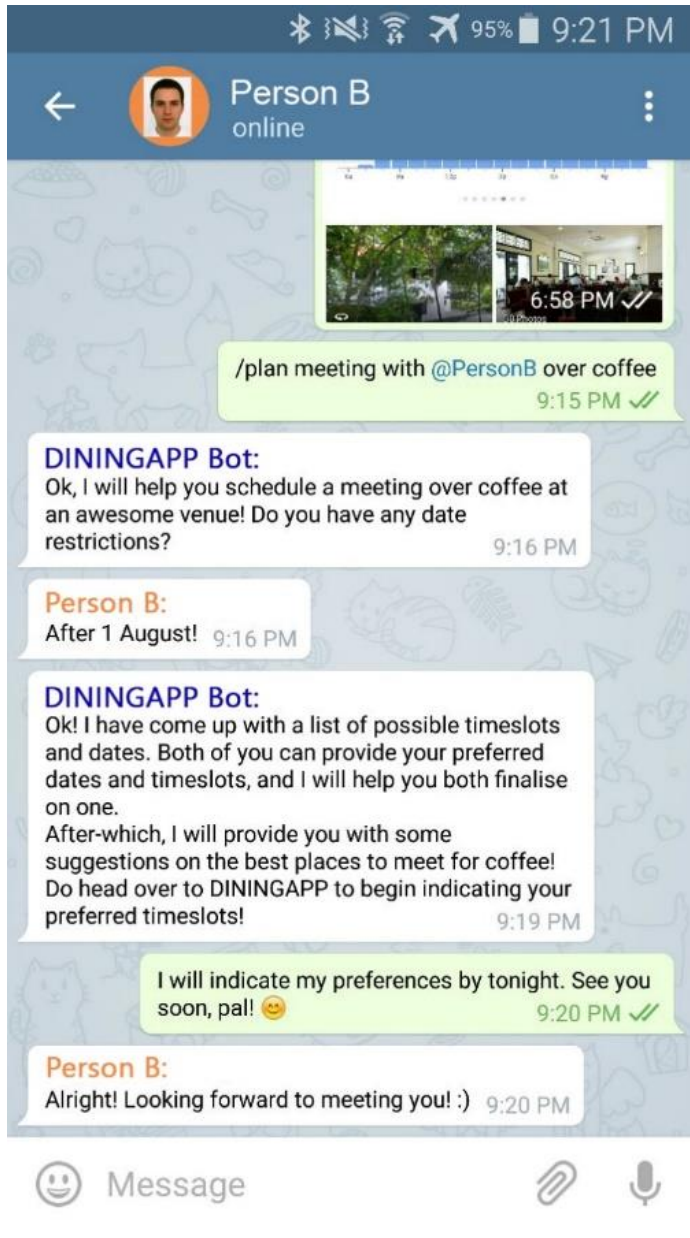 95% 9:21 PM
Person B
online
6:58 PM
/plan meeting with @PersonB over coffee
9:15 PM
DININGAPP Bot:
Ok, I will help you schedule a meeting over coffee at
an awesome venue! Do you have any date
restrictions?
9:16 PM
Person B:
After 1 August! 9:16 PM
DININGAPP Bot:
Ok! I have come up with a list of possible timeslots
and dates. Both of you can provide your preferred
dates and timeslots, and I will help you both finalise
on one.
After-which, I will provide you with some
suggestions on the best places to meet for coffee!
Do head over to DININGAPP to begin indicating your
preferred timeslots!
9:19 PM
I will indicate my preferences by tonight. See you
soon, pal!
9:20 PM
Person B:
Alright! Looking forward to meeting you! :) 9:20 PM
Message